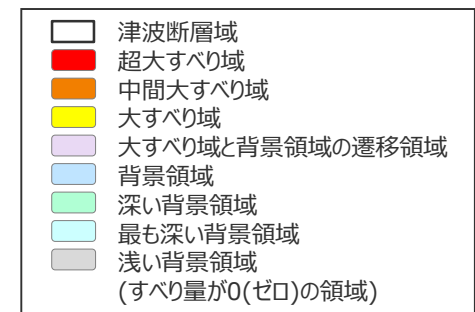 津波断層域
超大すべり域
中間大すべり域
大すべり域
大すべり域と背景領域の遷移領域
背景領域
深い背景領域
最も深い背景領域
浅い背景領域
(すべり量が0(ゼロ)の領域)